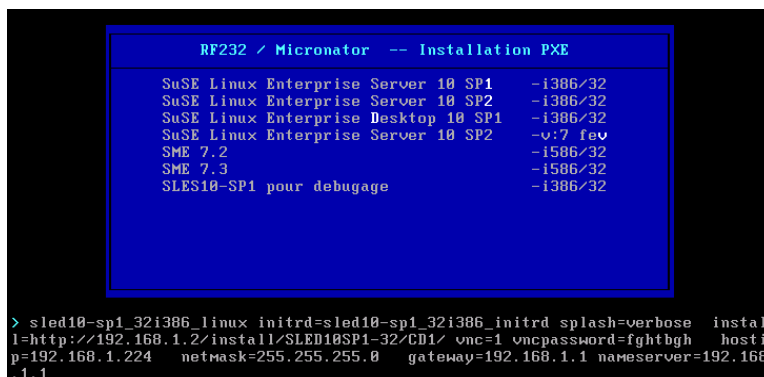 RF232 / Micronator -- Installation PXE
SuSE Linux Enterprise Server 10 SP1 -i386/32
SuSE Linux Enterprise Server 10 SP2 -i386/32
SuSE Linux Enterprise Desktop 10 SP1 -i386/32
SuSE Linux Enterprise Server 10 SP2 -v:7 fev
SME 7.2 -i586/32
SME 7.3 -i586/32
SLES10-SP1 pour debugage -i386/32
> sled10-sp1_32i386_linux initrd=sled10-sp1_32i386_initrd splash=verbose instal
l=http://192.168.1.2/install/SLED10SP1-32/CD1/ vnc=1 vncpassword=fghtbgh hosti
p=192.168.1.224 netmask=255.255.255.0 gateway=192.168.1.1 nameserver=192.168
.1.1